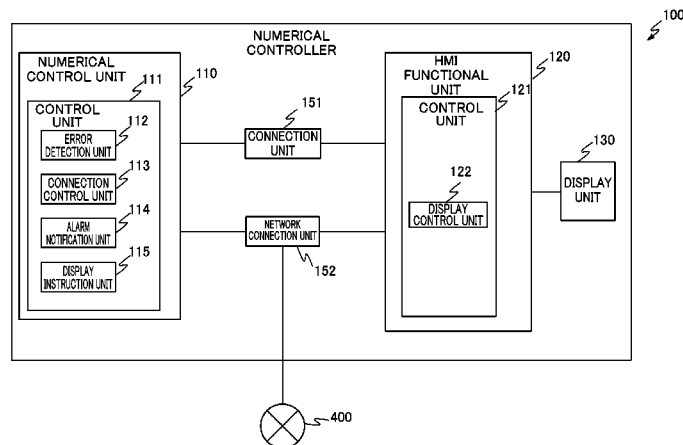 100
NUMERICAL
CONTROLLER
NUMERICAL
CONTROL UNIT
110
111
CONTROL
UNIT
112
ERROR
DETECTION UNIT
113
CONNECTION
CONTROL UNIT
114
ALARM
NOTIFICATION UNIT
115
DISPLAY
INSTRUCTION UNIT
151
CONNECTION
UNIT
NETWORK
CONNECTION UNIT
152
HMI
FUNCTIONAL
UNIT
120
121
CONTROL
UNIT
122
DISPLAY
CONTROL UNIT
130
DISPLAY
UNIT
400